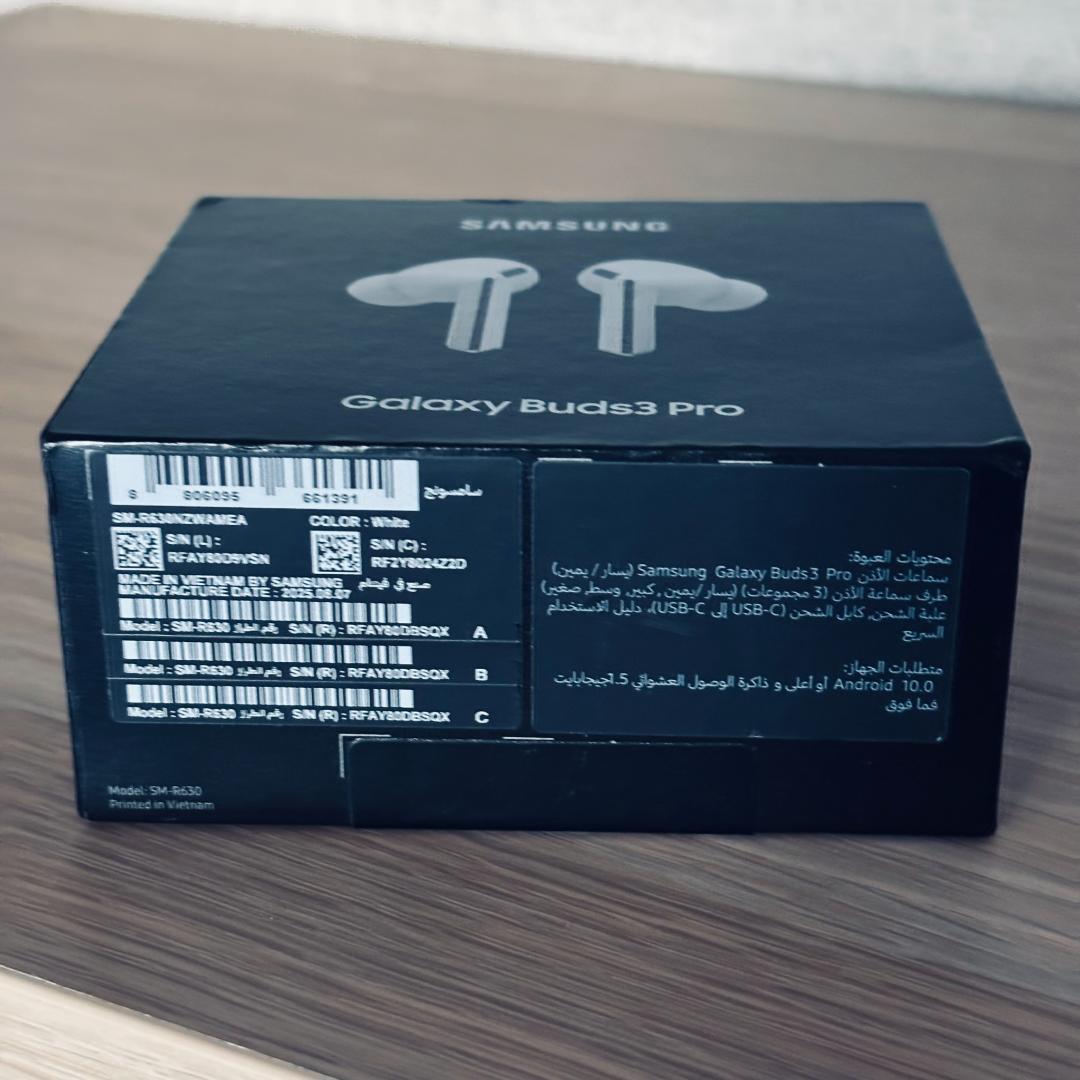 SAMSUNG
Galaxy Buds3 Pro
8 806095 661391
سامسونج
SM-R630NZWAMEA COLOR : White
S/N (L) : RFAY80D9VSN
S/N (C) : RF2Y8024Z2D
MADE IN VIETNAM BY SAMSUNG صنع في فيتنام
MANUFACTURE DATE : 2025.08.07
Model : SM-R630 رقم الطراز S/N (R) : RFAY80DBSQX A
Model : SM-R630 رقم الطراز S/N (R) : RFAY80DBSQX B
Model : SM-R630 رقم الطراز S/N (R) : RFAY80DBSQX C
محتويات العبوة:
سماعات الأذن Samsung Galaxy Buds3 Pro (يسار / يمين)
طرف سماعة الأذن (3 مجموعات) (يسار /يمين , كبير, وسط, صغير)
علبة الشحن, كابل الشحن (USB-C إلى USB-C)، دليل الاستخدام
السريع
متطلبات الجهاز:
Android 10.0 أو أعلى و ذاكرة الوصول العشوائي 1.5جيجابايت
فما فوق
Model: SM-R630
Printed in Vietnam